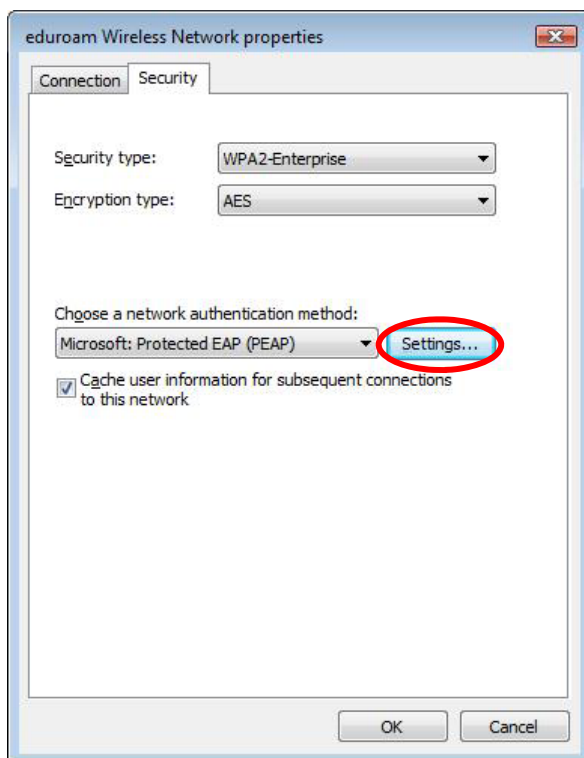 eduroam Wireless Network properties
Connection
Security
Security type:
WPA2-Enterprise
Encryption type:
AES
Choose a network authentication method:
Microsoft: Protected EAP (PEAP)
Settings...
Cache user information for subsequent connections
to this network
OK
Cancel